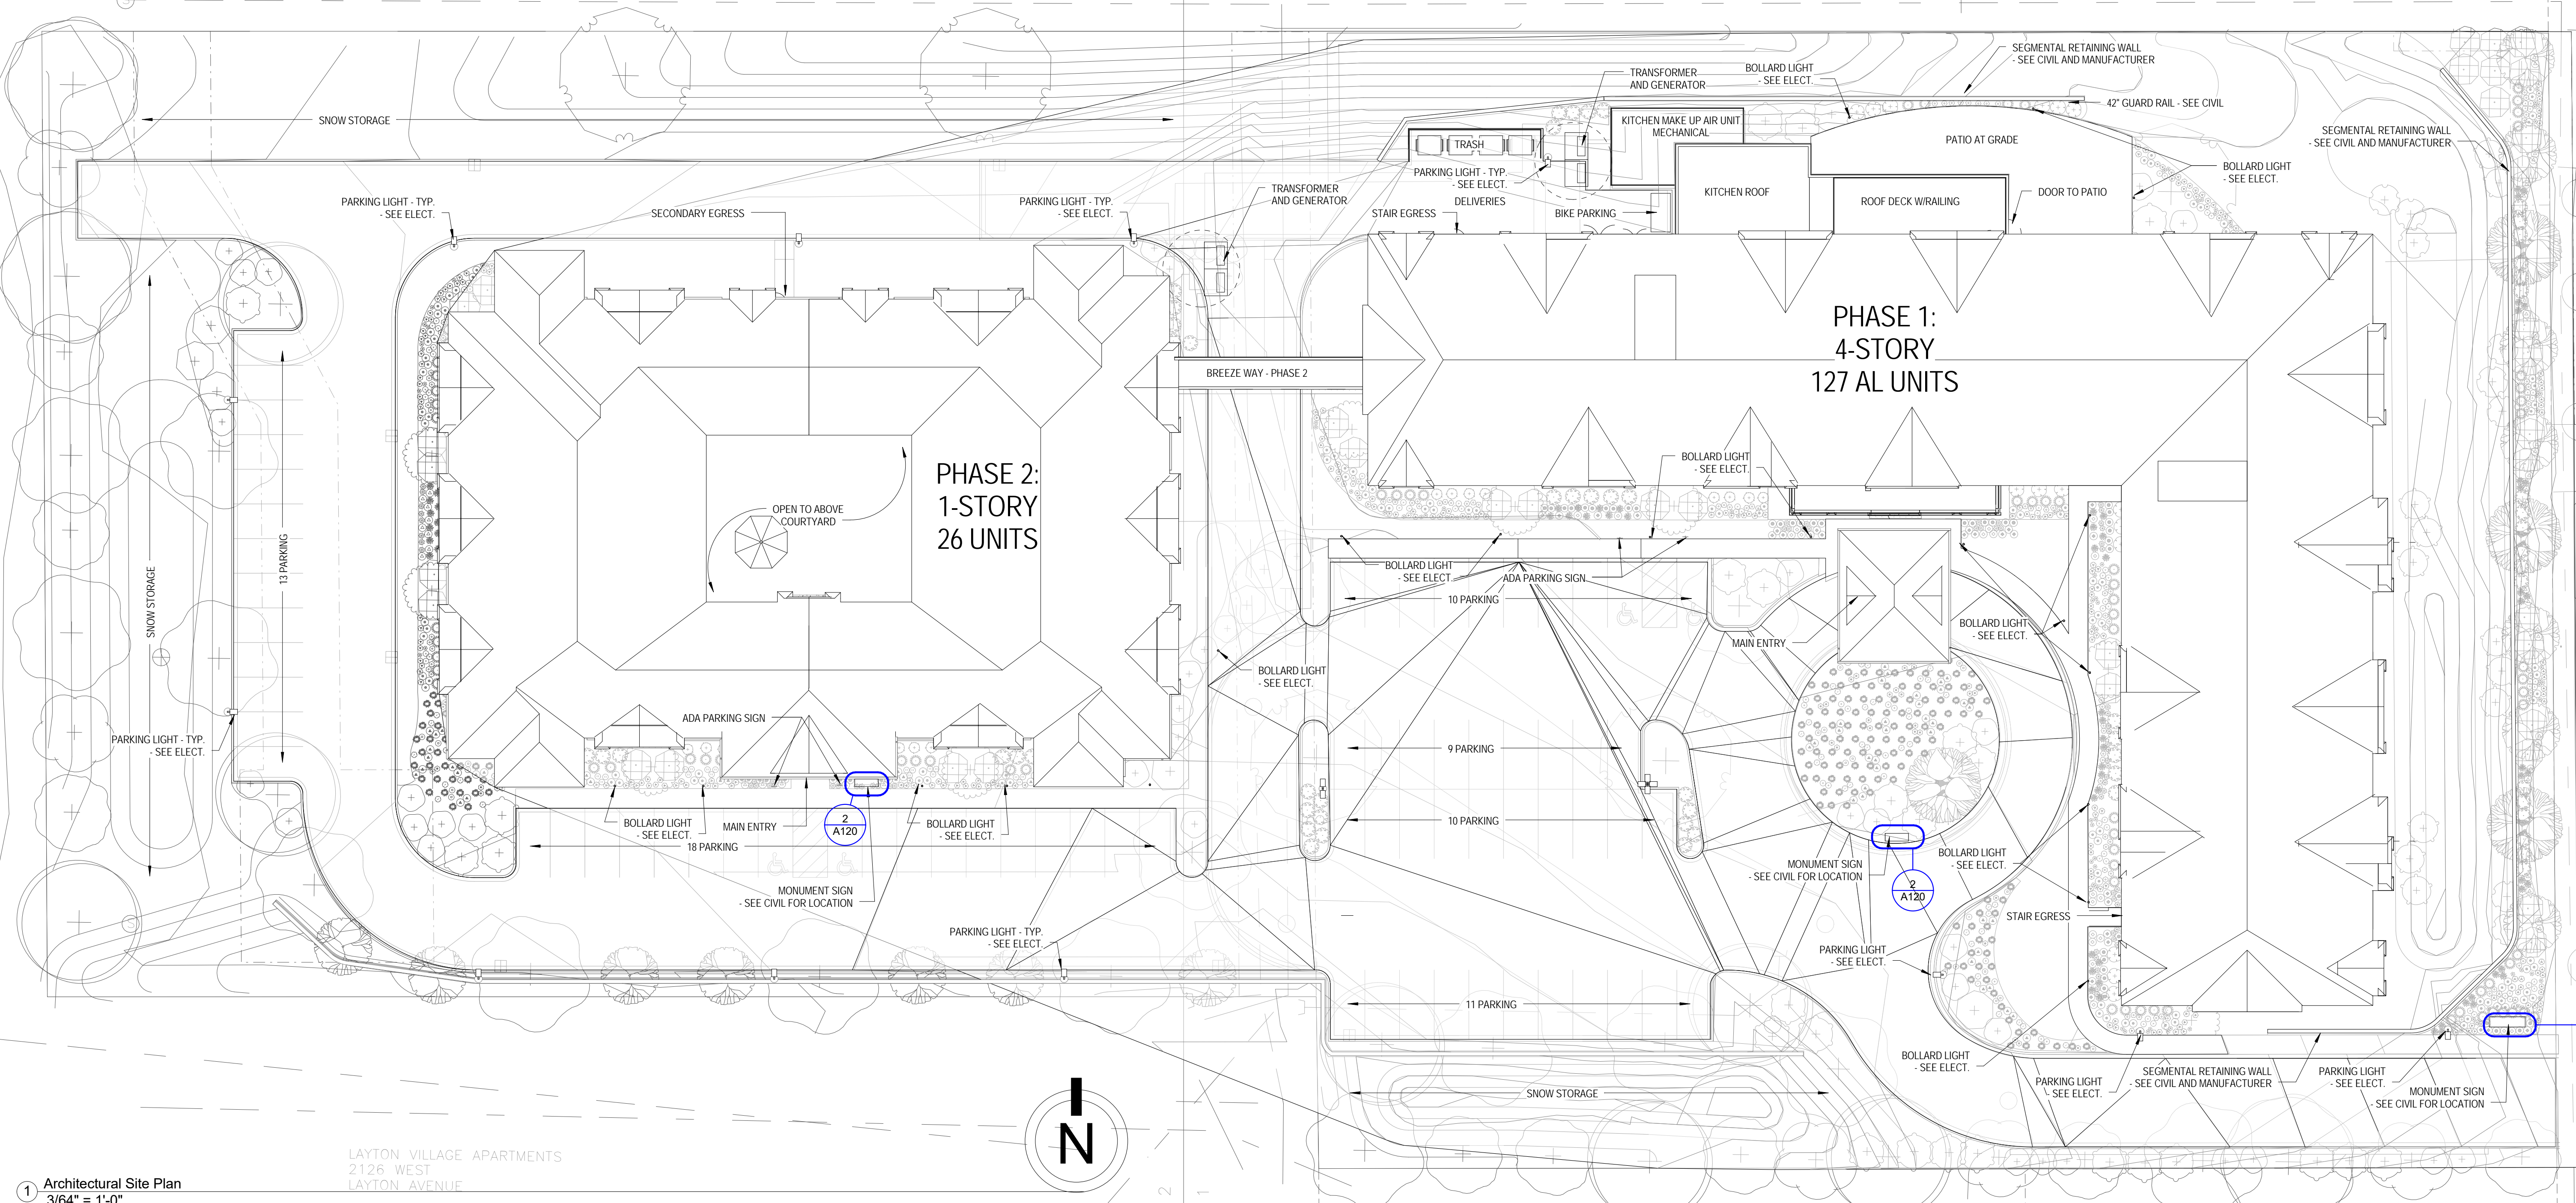 SEGMENTAL RETAINING WALL
- SEE CIVIL AND MANUFACTURER
BOLLARD LIGHT
- SEE ELECT.
TRANSFORMER
AND GENERATOR
42" GUARD RAIL - SEE CIVIL
SNOW STORAGE
KITCHEN MAKE UP AIR UNIT
MECHANICAL
SEGMENTAL RETAINING WALL
- SEE CIVIL AND MANUFACTURER
TRASH
PATIO AT GRADE
BOLLARD LIGHT
- SEE ELECT.
PARKING LIGHT - TYP.
- SEE ELECT.
TRANSFORMER
AND GENERATOR
KITCHEN ROOF
DOOR TO PATIO
ROOF DECK W/RAILING
PARKING LIGHT - TYP.
- SEE ELECT.
SECONDARY EGRESS
PARKING LIGHT - TYP.
- SEE ELECT.
DELIVERIES
STAIR EGRESS
BIKE PARKING
PHASE 1:
4-STORY
127 AL UNITS
BREEZE WAY - PHASE 2
BOLLARD LIGHT
- SEE ELECT.
PHASE 2:
1-STORY
26 UNITS
OPEN TO ABOVE
COURTYARD
13 PARKING
SNOW STORAGE
BOLLARD LIGHT
- SEE ELECT.
ADA PARKING SIGN
10 PARKING
BOLLARD LIGHT
- SEE ELECT.
MAIN ENTRY
BOLLARD LIGHT
- SEE ELECT.
ADA PARKING SIGN
PARKING LIGHT - TYP.
- SEE ELECT.
9 PARKING
BOLLARD LIGHT
- SEE ELECT.
MAIN ENTRY
2
A120
BOLLARD LIGHT
- SEE ELECT.
10 PARKING
18 PARKING
MONUMENT SIGN
- SEE CIVIL FOR LOCATION
BOLLARD LIGHT
- SEE ELECT.
MONUMENT SIGN
- SEE CIVIL FOR LOCATION
2
A120
STAIR EGRESS
PARKING LIGHT - TYP.
- SEE ELECT.
PARKING LIGHT
- SEE ELECT.
11 PARKING
BOLLARD LIGHT
- SEE ELECT.
PARKING LIGHT
- SEE ELECT.
SEGMENTAL RETAINING WALL
- SEE CIVIL AND MANUFACTURER
PARKING LIGHT
- SEE ELECT.
MONUMENT SIGN
- SEE CIVIL FOR LOCATION
SNOW STORAGE
N
LAYTON VILLAGE APARTMENTS
2126 WEST
LAYTON AVENUE
2
1
1
Architectural Site Plan
3/64" = 1'-0"